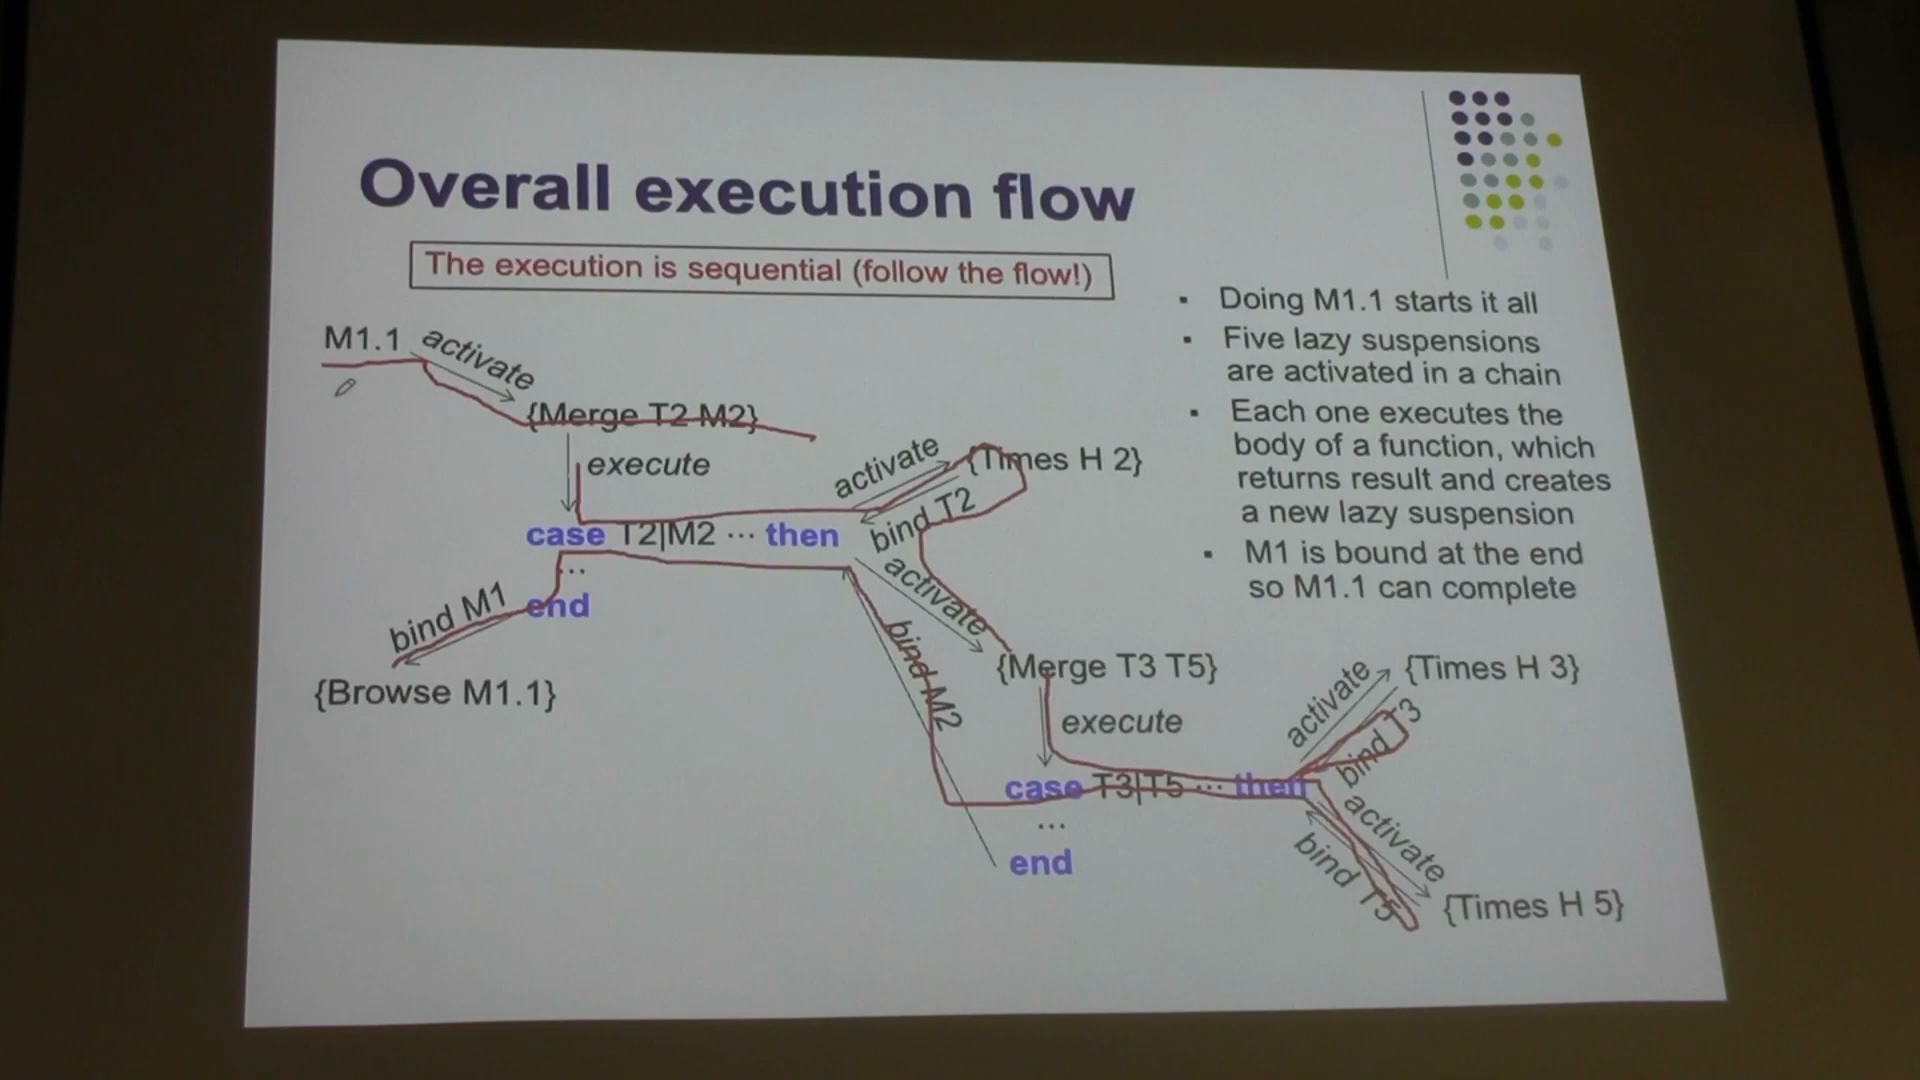 Overall execution flow
The execution is sequential (follow the flow!)
M1.1
activate
{Merge T2 M2}
execute
case T2|M2 ... then
...
end
bind M1
{Browse M1.1}
activate
{Times H 2}
bind T2
activate
bind M2
{Merge T3 T5}
execute
case T3|T5 ... then
...
end
activate
{Times H 3}
bind T3
activate
bind T5
{Times H 5}
▪ Doing M1.1 starts it all
▪ Five lazy suspensions
are activated in a chain
▪ Each one executes the
body of a function, which
returns result and creates
a new lazy suspension
▪ M1 is bound at the end
so M1.1 can complete